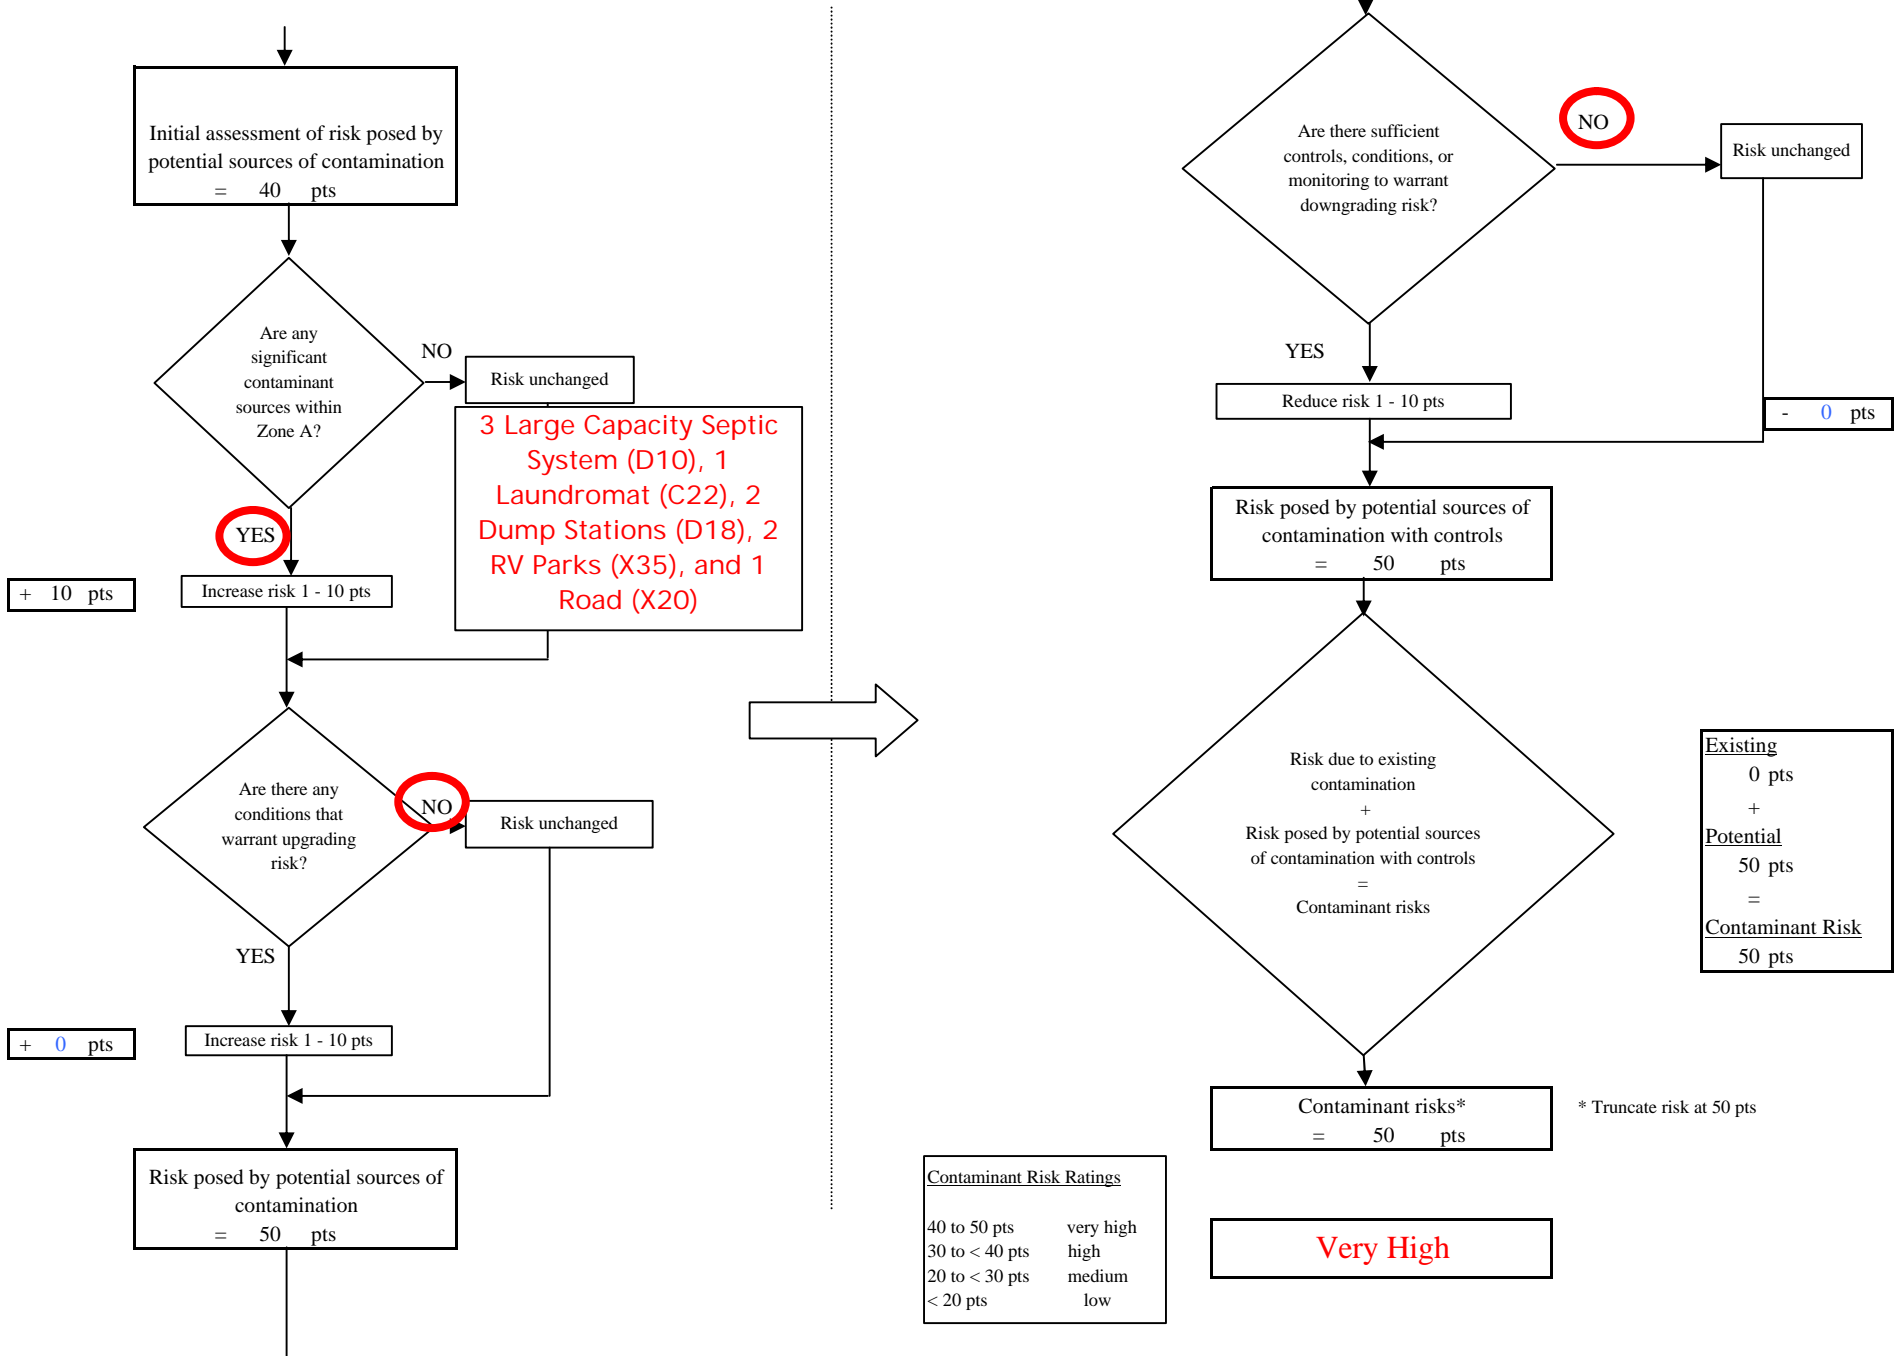 Initial assessment of risk posed by
potential sources of contamination
= 40 pts
Are any
significant
contaminant
sources within
Zone A?
NO
Risk unchanged
3 Large Capacity Septic
System (D10), 1
Laundromat (C22), 2
Dump Stations (D18), 2
RV Parks (X35), and 1
Road (X20)
YES
+ 10 pts
Increase risk 1 - 10 pts
Are there any
conditions that
warrant upgrading
risk?
NO
Risk unchanged
YES
+ 0 pts
Increase risk 1 - 10 pts
Risk posed by potential sources of
contamination
= 50 pts
Are there sufficient
controls, conditions, or
monitoring to warrant
downgrading risk?
NO
Risk unchanged
YES
Reduce risk 1 - 10 pts
- 0 pts
Risk posed by potential sources of
contamination with controls
= 50 pts
Risk due to existing
contamination
+
Risk posed by potential sources
of contamination with controls
=
Contaminant risks
Existing
0 pts
+
Potential
50 pts
=
Contaminant Risk
50 pts
Contaminant risks*
= 50 pts
* Truncate risk at 50 pts
Contaminant Risk Ratings
40 to 50 pts very high
30 to < 40 pts high
20 to < 30 pts medium
< 20 pts low
Very High